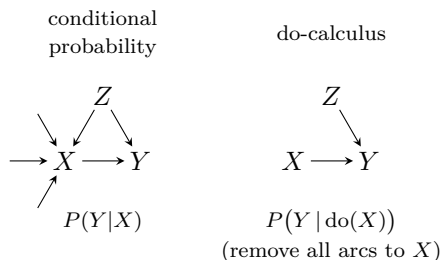 conditional
probability
do-calculus
Z
Z
X
Y
X
Y
P(Y|X)
P(Y | do(X))
(remove all arcs to X)